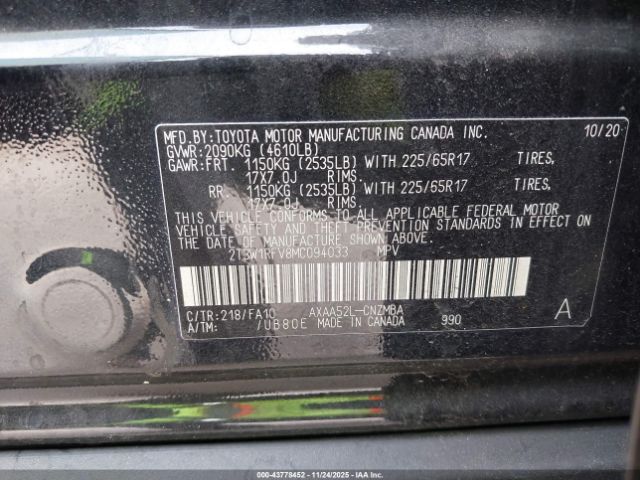 MFD.BY:TOYOTA MOTOR MANUFACTURING CANADA INC. 10/20
GVWR:2090KG (4610LB)
GAWR:FRT. 1150KG (2535LB) WITH 225/65R17 TIRES,
17X7.0J RIMS.
RR. 1150KG (2535LB) WITH 225/65R17 TIRES,
17X7.0J RIMS.
THIS VEHICLE CONFORMS TO ALL APPLICABLE FEDERAL MOTOR
VEHICLE SAFETY AND THEFT PREVENTION STANDARDS IN EFFECT ON
THE DATE OF MANUFACTURE SHOWN ABOVE.
2T3W1RFV8MC094033 MPV
C/TR:218/FA10 AXAA52L-CNZMBA A
A/TM: /UB80E MADE IN CANADA 990
000-43778452 - 11/24/2025 - IAAI.COM